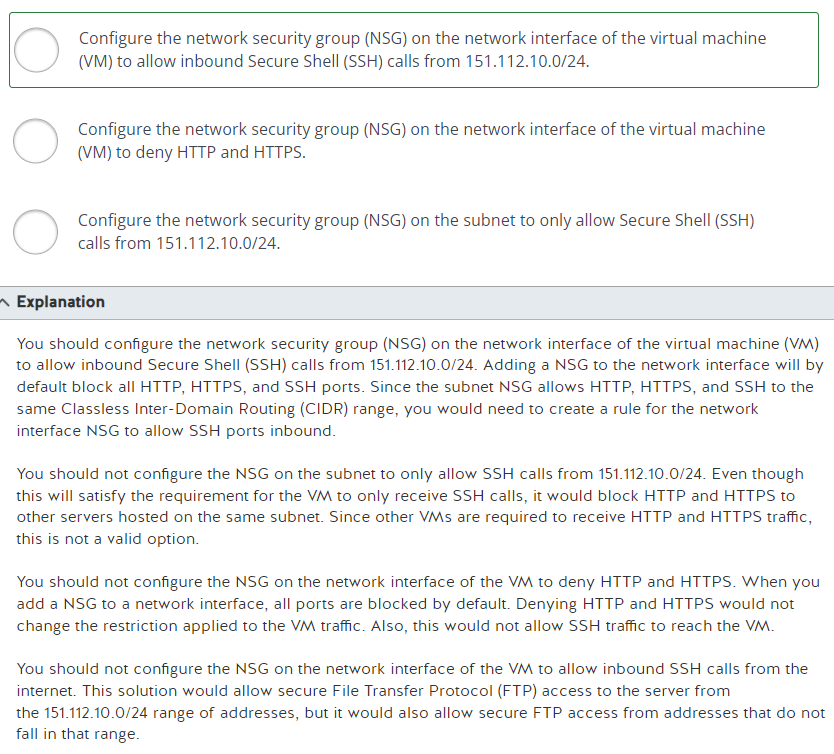 Configure the network security group (NSG) on the network interface of the virtual machine
(VM) to allow inbound Secure Shell (SSH) calls from 151.112.10.0/24.
Configure the network security group (NSG) on the network interface of the virtual machine
(VM) to deny HTTP and HTTPS.
Configure the network security group (NSG) on the subnet to only allow Secure Shell (SSH)
calls from 151.112.10.0/24.
Explanation
You should configure the network security group (NSG) on the network interface of the virtual machine (VM)
to allow inbound Secure Shell (SSH) calls from 151.112.10.0/24. Adding a NSG to the network interface will by
default block all HTTP, HTTPS, and SSH ports. Since the subnet NSG allows HTTP, HTTPS, and SSH to the
same Classless Inter-Domain Routing (CIDR) range, you would need to create a rule for the network
interface NSG to allow SSH ports inbound.
You should not configure the NSG on the subnet to only allow SSH calls from 151.112.10.0/24. Even though
this will satisfy the requirement for the VM to only receive SSH calls, it would block HTTP and HTTPS to
other servers hosted on the same subnet. Since other VMs are required to receive HTTP and HTTPS traffic,
this is not a valid option.
You should not configure the NSG on the network interface of the VM to deny HTTP and HTTPS. When you
add a NSG to a network interface, all ports are blocked by default. Denying HTTP and HTTPS would not
change the restriction applied to the VM traffic. Also, this would not allow SSH traffic to reach the VM.
You should not configure the NSG on the network interface of the VM to allow inbound SSH calls from the
internet. This solution would allow secure File Transfer Protocol (FTP) access to the server from
the 151.112.10.0/24 range of addresses, but it would also allow secure FTP access from addresses that do not
fall in that range.